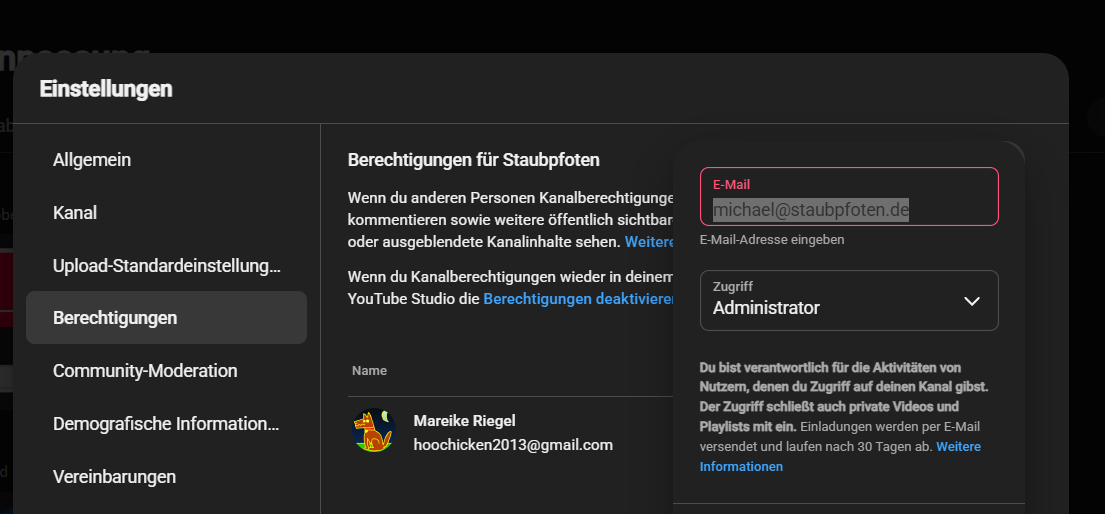 Einstellungen
Allgemein
Kanal
Upload-Standardeinstellung...
Berechtigungen
Community-Moderation
Demografische Information...
Vereinbarungen
Berechtigungen für Staubpfoten
Wenn du anderen Personen Kanalberechtigunge
kommentieren sowie weitere öffentlich sichtbar
oder ausgeblendete Kanalinhalte sehen. Weitere
Wenn du Kanalberechtigungen wieder in deinem
YouTube Studio die Berechtigungen deaktivieren
Name
Mareike Riegel
hoochicken2013@gmail.com
E-Mail
michael@staubpfoten.de
E-Mail-Adresse eingeben
Zugriff
Administrator
Du bist verantwortlich für die Aktivitäten von
Nutzern, denen du Zugriff auf deinen Kanal gibst.
Der Zugriff schließt auch private Videos und
Playlists mit ein. Einladungen werden per E-Mail
versendet und laufen nach 30 Tagen ab. Weitere
Informationen